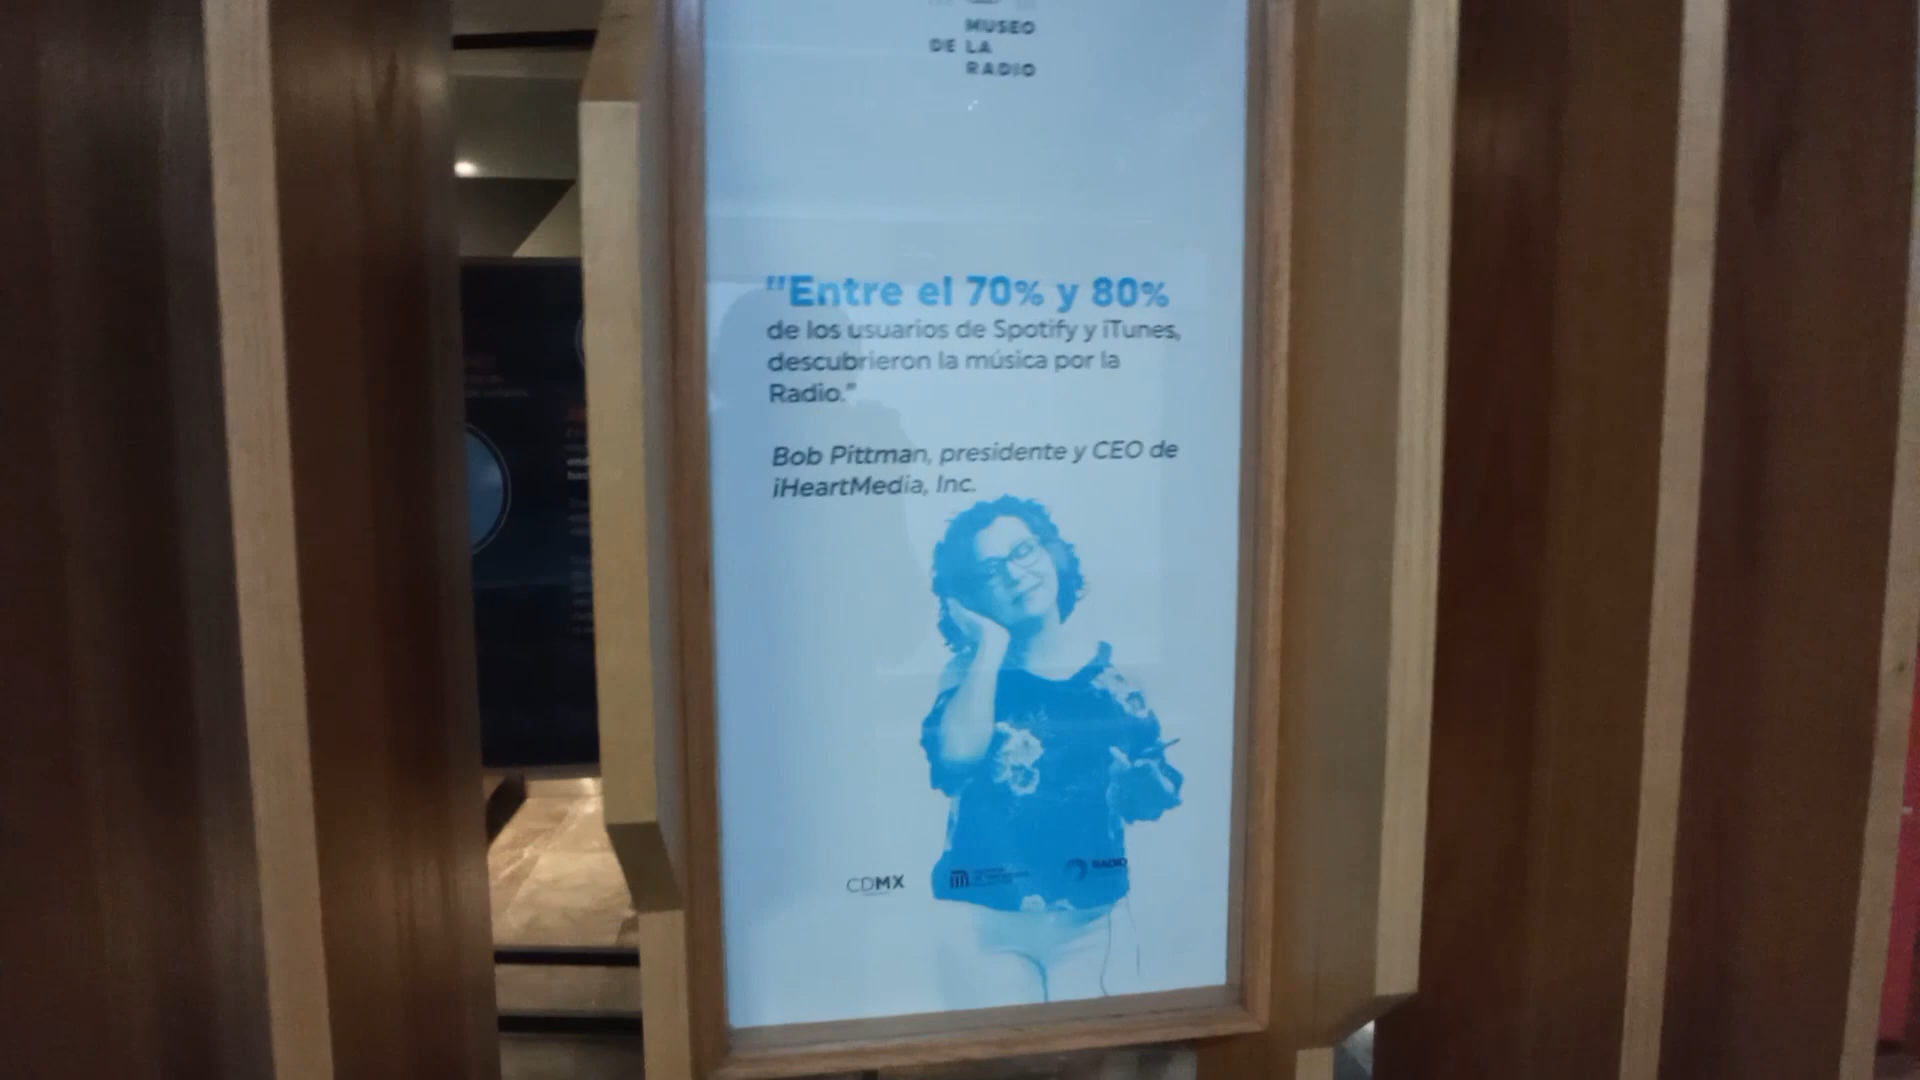 MUSEO
DE LA
RADIO
"Entre el 70% y 80%
de los usuarios de Spotify y iTunes,
descubrieron la música por la
Radio."
Bob Pittman, presidente y CEO de
iHeartMedia, Inc.
CDMX
RADIO